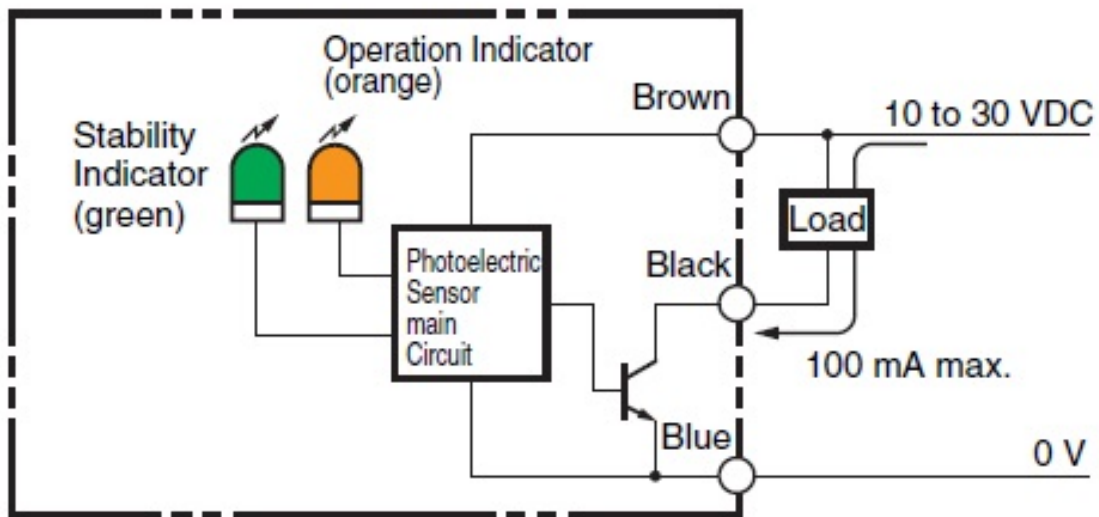 Operation Indicator
(orange)
Brown
10 to 30 VDC
Stability
Indicator
(green)
Load
Photoelectric
Sensor
main
Circuit
Black
100 mA max.
Blue
0 V